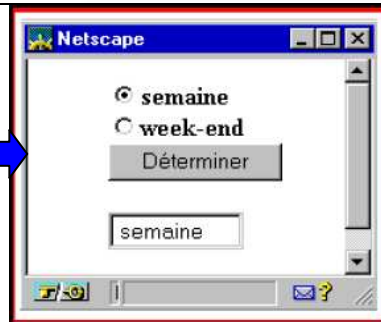 Netscape
semaine
week-end
Déterminer
semaine